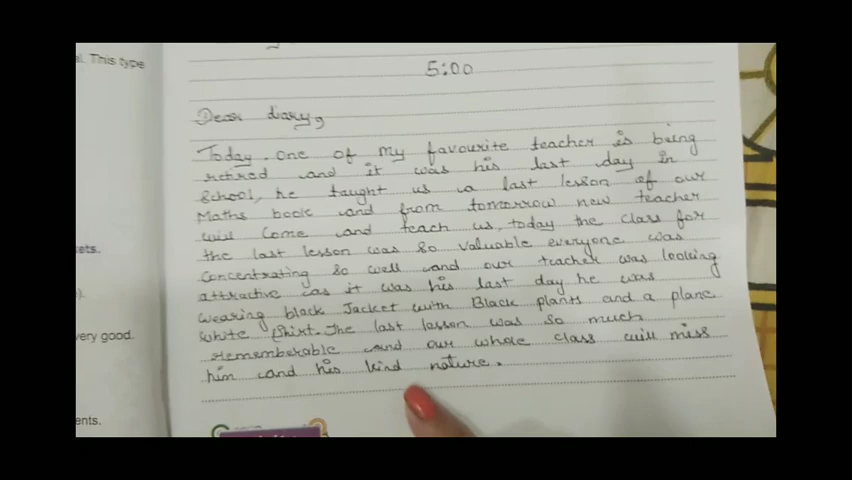 al. This type
5:00
Dear diary,
Today. One of my favourite teacher is being
retired and it was his last day in
School, he taught us a last lesson of our
Maths book and from tomorrow new teacher
will come and teach us, today the class for
the last lesson was so valuable everyone was
Concentrating so well and our teacher was looking
attractive as it was his last day he was
wearing black Jacket with Black plants and a plane
white Shirt. The last lesson was so much
rememberable and our whole class will miss
him and his kind nature.
ets.
).
very good.
ents.